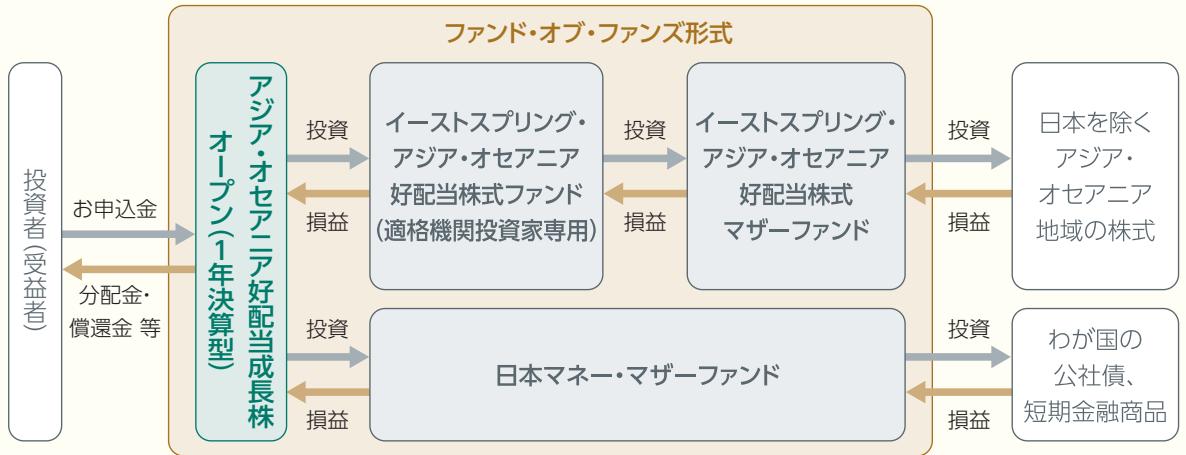 ファンド・オブ・ファンズ形式
投資者(受益者)
お申込金
分配金・
償還金 等
アジア・オセアニア好配当成長株
オープン(1年決算型)
投資
損益
イーストスプリング・
アジア・オセアニア
好配当株式ファンド
(適格機関投資家専用)
投資
損益
イーストスプリング・
アジア・オセアニア
好配当株式
マザーファンド
投資
損益
日本を除く
アジア・
オセアニア
地域の株式
投資
損益
日本マネー・マザーファンド
投資
損益
わが国の
公社債、
短期金融商品